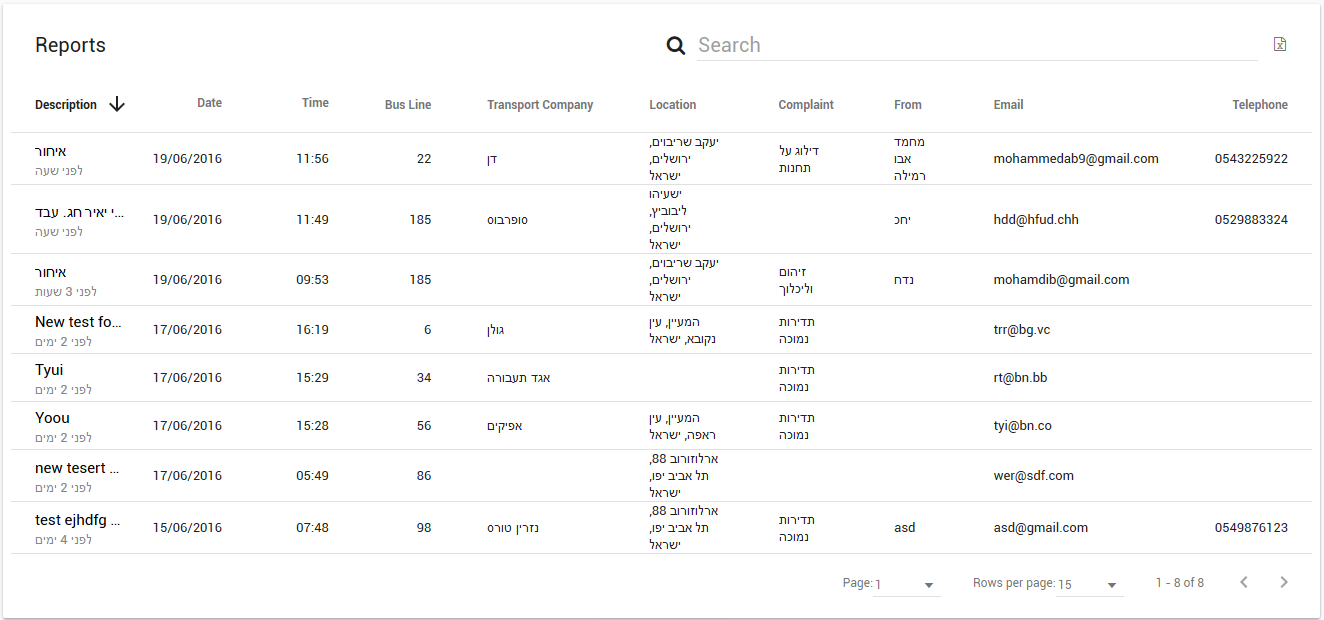 Reports
Search
Description Date Time Bus Line Transport Company Location Complaint From Email Telephone
איחור
לפני שעה
19/06/2016 11:56 22 דן
יעקב שריבוים,
ירושלים,
ישראל
דילוג על
תחנות
מחמד
אבו
רמילה
mohammedab9@gmail.com 0543225922
י יאיר חג. עבד...
לפני שעה
19/06/2016 11:49 185 סופרבוס
ישעיהו
ליבוביץ,
ירושלים,
ישראל
יחכ
hdd@hfud.chh 0529883324
איחור
לפני 3 שעות
19/06/2016 09:53 185
יעקב שריבוים,
ירושלים,
ישראל
זיהום
וליכלוך
נדח
mohamdib@gmail.com
New test fo...
לפני 2 ימים
17/06/2016 16:19 6 גולן
המעיין, עין
נקובא, ישראל
תדירות
נמוכה
trr@bg.vc
Tyui
לפני 2 ימים
17/06/2016 15:29 34 אגד תעבורה
תדירות
נמוכה
rt@bn.bb
Yoou
לפני 2 ימים
17/06/2016 15:28 56 אפיקים
המעיין, עין
ראפה, ישראל
תדירות
נמוכה
tyi@bn.co
new tesert ...
לפני 2 ימים
17/06/2016 05:49 86
ארלוזורוב 88,
תל אביב יפו,
ישראל
wer@sdf.com
test ejhdfg ...
לפני 4 ימים
15/06/2016 07:48 98 נזרין טורס
ארלוזורוב 88,
תל אביב יפו,
ישראל
תדירות
נמוכה
asd
asd@gmail.com 0549876123
Page: 1 Rows per page: 15 1 - 8 of 8